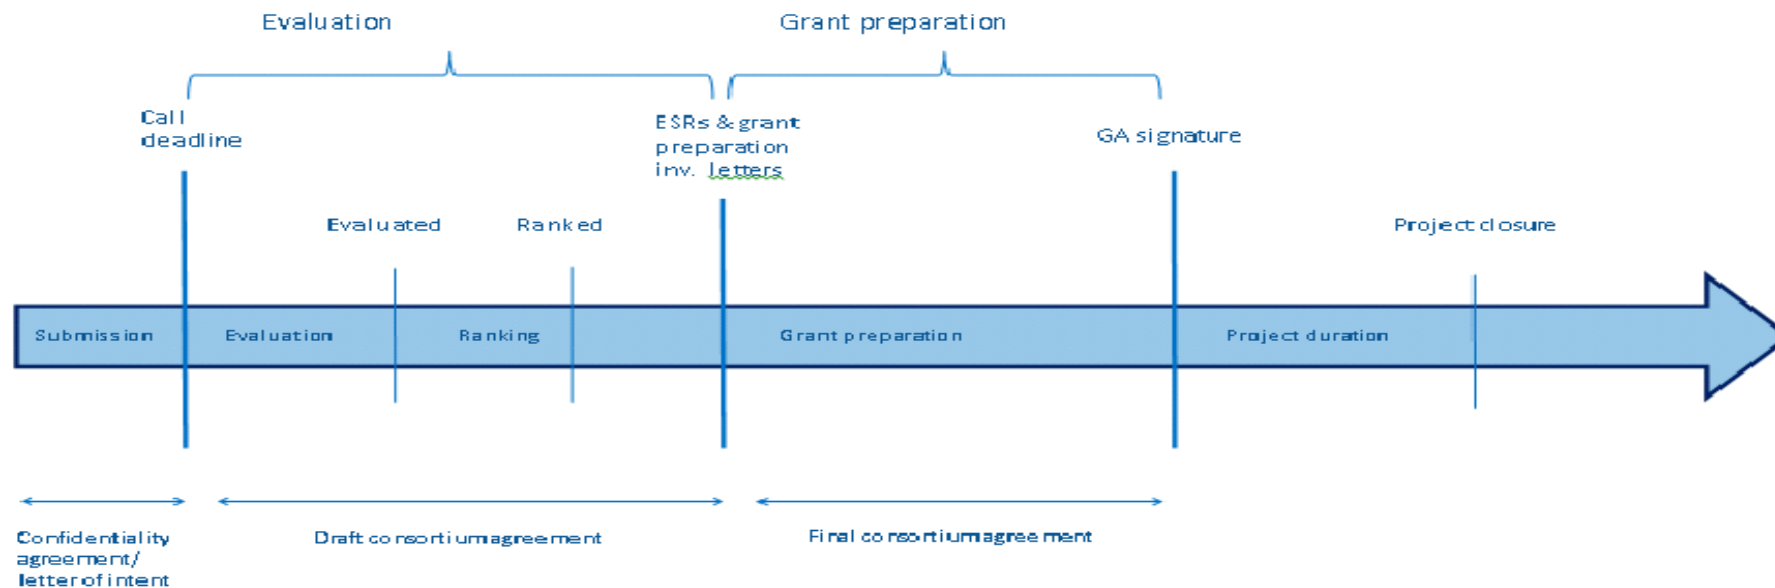 Evaluation
Grant preparation
Call
deadline
ESRs & grant
preparation
inv. letters
GA signature
Evaluated
Ranked
Project closure
Submission
Evaluation
Ranking
Grant preparation
Project duration
Confidentiality
agreement/
letter of intent
Draft consortium agreement
Final consortium agreement